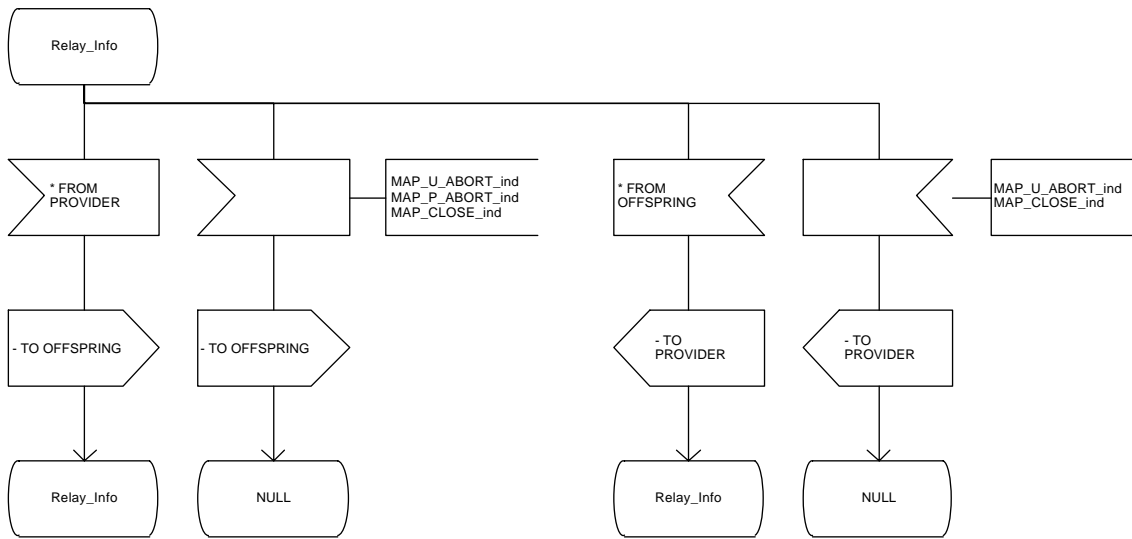 Relay_Info
* FROM
PROVIDER
MAP_U_ABORT_ind
MAP_P_ABORT_ind
MAP_CLOSE_ind
* FROM
OFFSPRING
MAP_U_ABORT_ind
MAP_CLOSE_ind
- TO OFFSPRING
- TO OFFSPRING
- TO
PROVIDER
- TO
PROVIDER
Relay_Info
NULL
Relay_Info
NULL